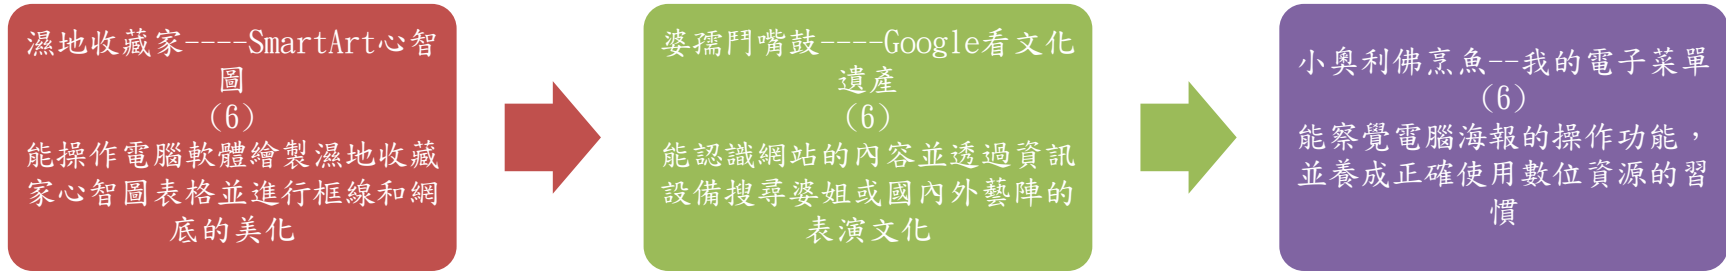 濕地收藏家----SmartArt心智
圖
(6)
能操作電腦軟體繪製濕地收藏
家心智圖表格並進行框線和網
底的美化
婆孺鬥嘴鼓----Google看文化
遺產
(6)
能認識網站的內容並透過資訊
設備搜尋婆姐或國內外藝陣的
表演文化
小奧利佛烹魚--我的電子菜單
(6)
能察覺電腦海報的操作功能，
並養成正確使用數位資源的習
慣